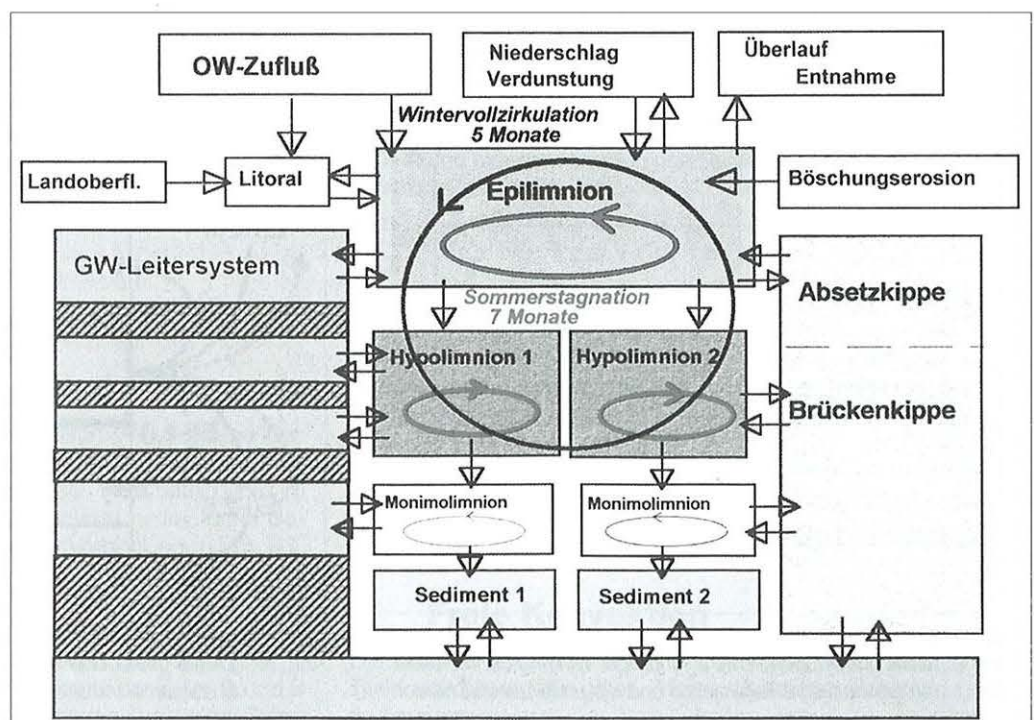 OW-Zufluß
Niederschlag
Verdunstung
Überlauf
Entnahme
Wintervollzirkulation
5 Monate
Landoberfl.
Litoral
Epilimnion
Böschungserosion
GW-Leitersystem
Sommerstagnation
7 Monate
Absetzkippe
Hypolimnion 1
Hypolimnion 2
Brückenkippe
Monimolimnion
Monimolimnion
Sediment 1
Sediment 2